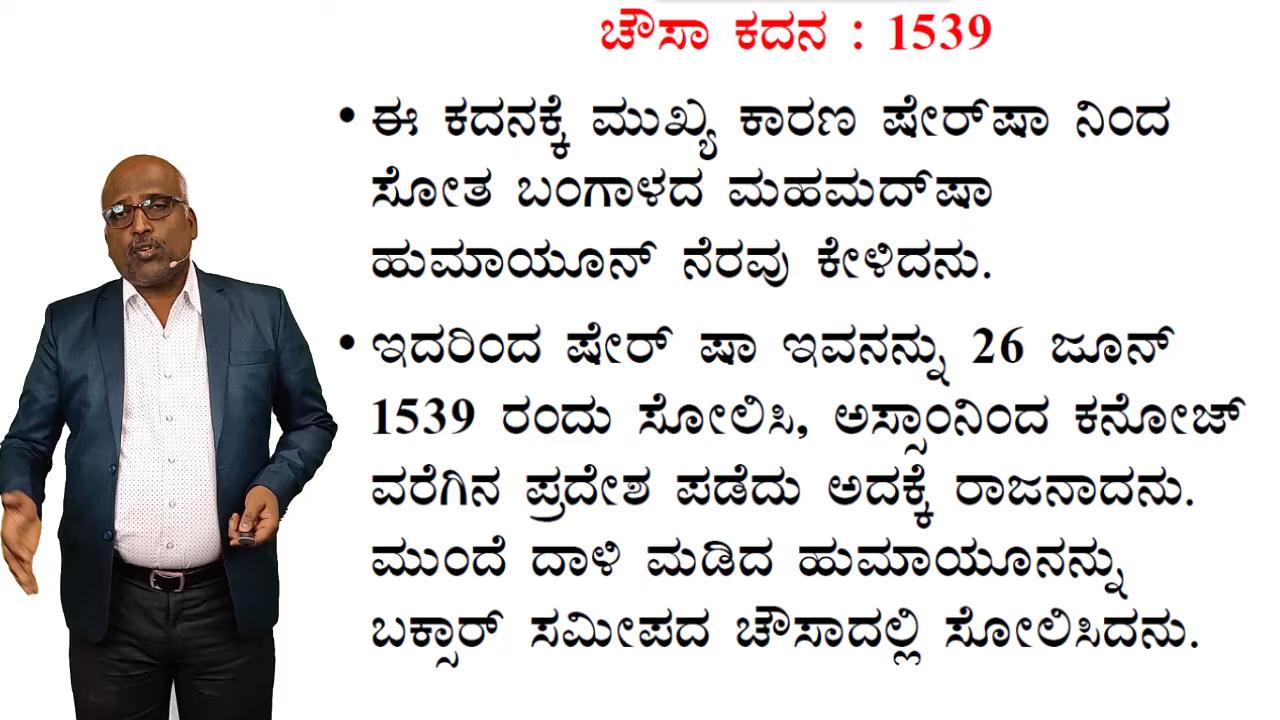 ಚೌಸಾ ಕದನ : 1539
• ಈ ಕದನಕ್ಕೆ ಮುಖ್ಯ ಕಾರಣ ಷೇರ್‌ಷಾ ನಿಂದ
ಸೋತ ಬಂಗಾಳದ ಮಹಮದ್‌ಷಾ
ಹುಮಾಯೂನ್ ನೆರವು ಕೇಳಿದನು.
• ಇದರಿಂದ ಷೇರ್ ಷಾ ಇವನನ್ನು 26 ಜೂನ್
1539 ರಂದು ಸೋಲಿಸಿ, ಅಸ್ಸಾಂನಿಂದ ಕನೋಜ್
ವರೆಗಿನ ಪ್ರದೇಶ ಪಡೆದು ಅದಕ್ಕೆ ರಾಜನಾದನು.
ಮುಂದೆ ದಾಳಿ ಮಡಿದ ಹುಮಾಯೂನನ್ನು
ಬಕ್ಸಾರ್ ಸಮೀಪದ ಚೌಸಾದಲ್ಲಿ ಸೋಲಿಸಿದನು.